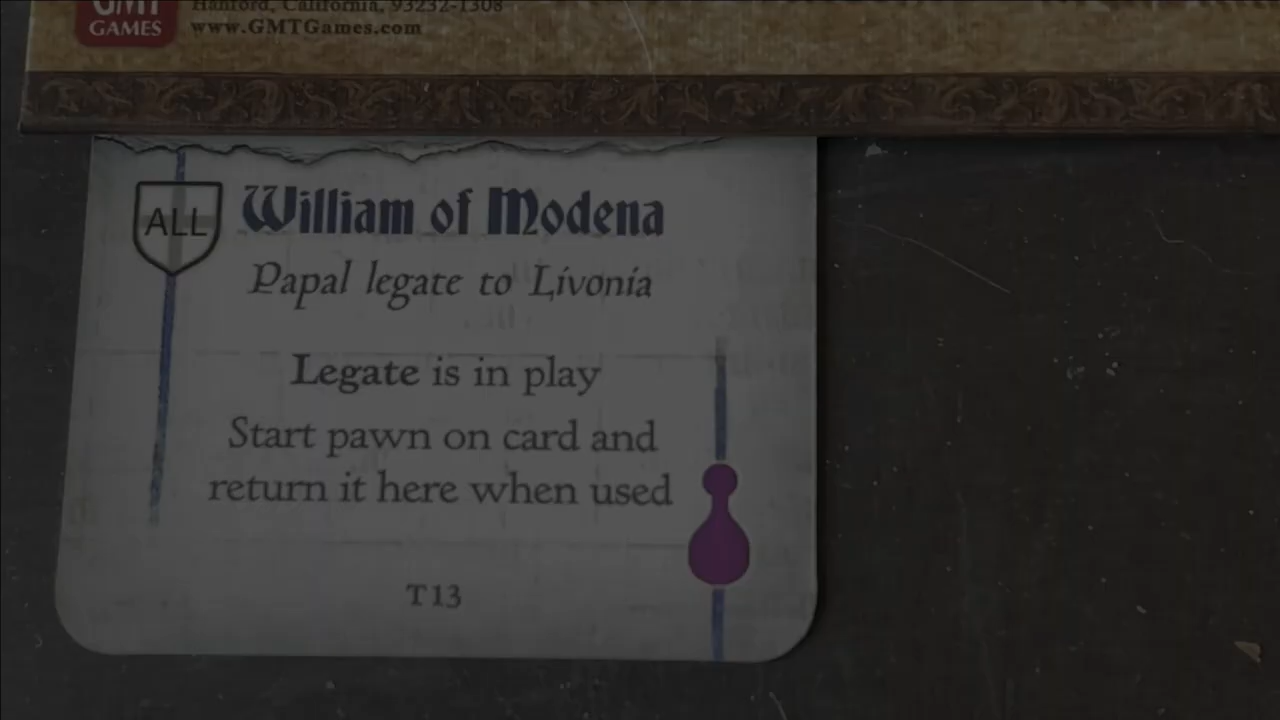 GMT
GAMES
Hanford, California, 93232-1308
www.GMTGames.com
ALL
William of Modena
Papal legate to Livonia
Legate is in play
Start pawn on card and
return it here when used
T13